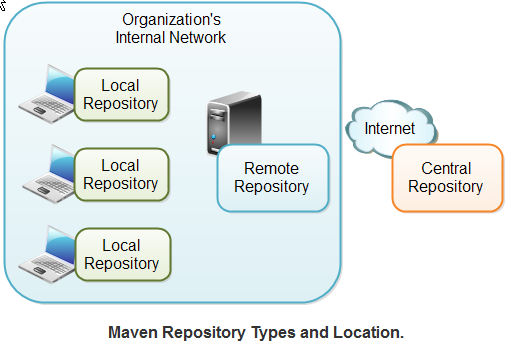 Organization's
Internal Network
Local
Repository
Local
Repository
Local
Repository
Remote
Repository
Internet
Central
Repository
Maven Repository Types and Location.